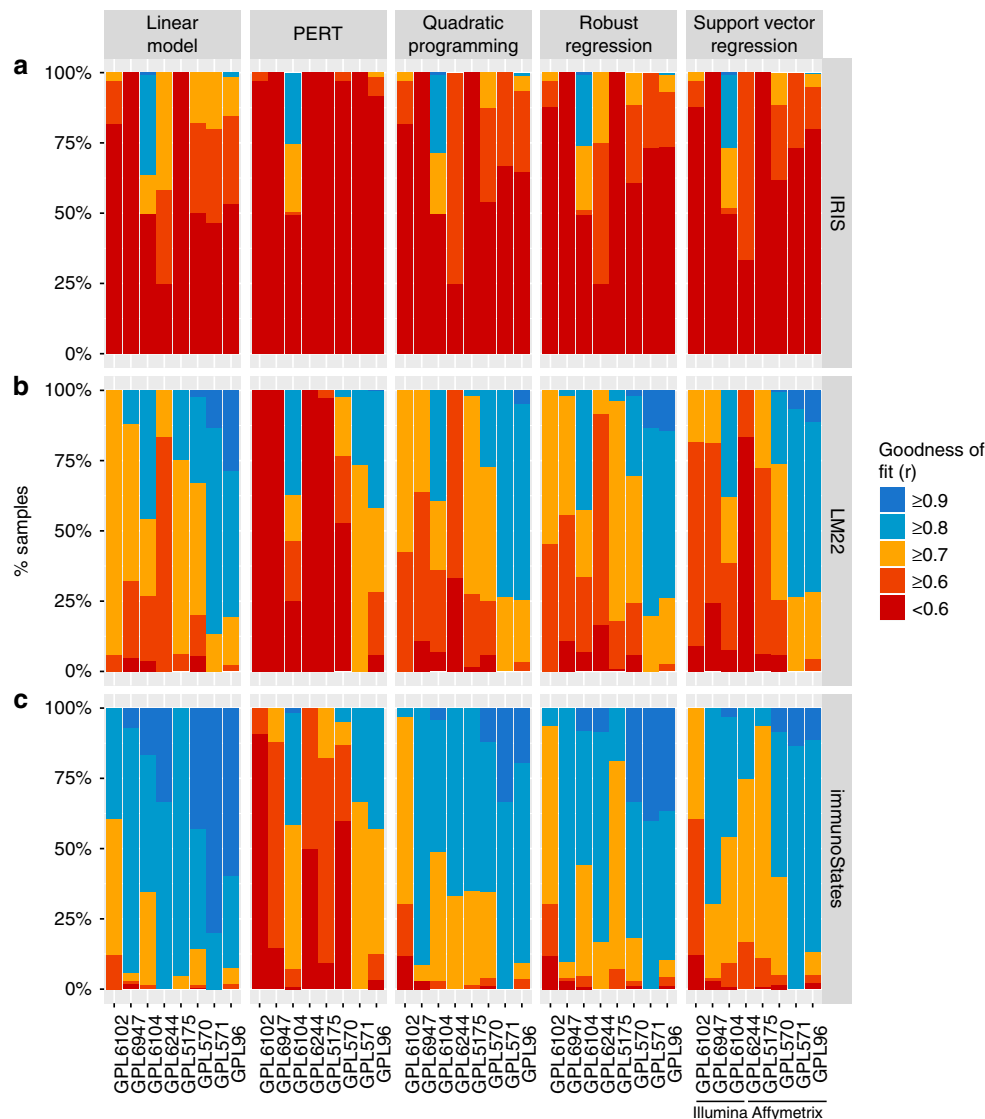 Linear
model
PERT
Quadratic
programming
Robust
regression
Support vector
regression
a
100%
75%
50%
25%
0%
IRIS
b
100%
75%
50%
25%
0%
LM22
% samples
Goodness of
fit (r)
≥0.9
≥0.8
≥0.7
≥0.6
<0.6
c
100%
75%
50%
25%
0%
immunoStates
GPL6102
GPL6947
GPL6104
GPL6244
GPL5175
GPL570
GPL571
GPL96
GPL6102
GPL6947
GPL6104
GPL6244
GPL5175
GPL570
GPL571
GPL96
GPL6102
GPL6947
GPL6104
GPL6244
GPL5175
GPL570
GPL571
GPL96
GPL6102
GPL6947
GPL6104
GPL6244
GPL5175
GPL570
GPL571
GPL96
GPL6102
GPL6947
GPL6104
GPL6244
GPL5175
GPL570
GPL571
GPL96
Illumina Affymetrix